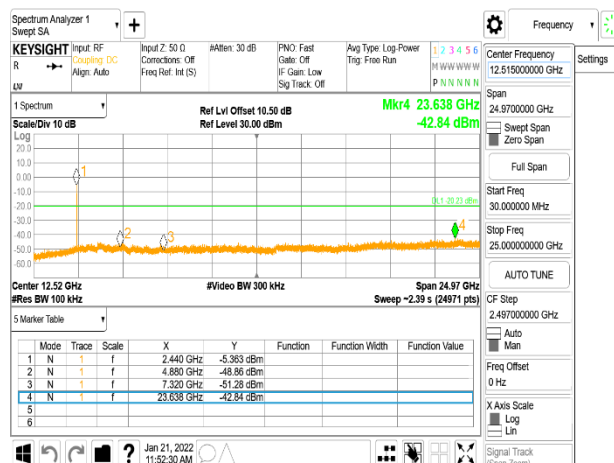 Spectrum Analyzer 1
Swept SA
Frequency
Settings
KEYSIGHT
R
Input: RF
Coupling: DC
Align: Auto
Input Z: 50 Ω
Corrections: Off
Freq Ref: Int (S)
#Atten: 30 dB
PNO: Fast
Gate: Off
IF Gain: Low
Sig Track: Off
Avg Type: Log-Power
Trig: Free Run
1 2 3 4 5 6
M W W W W W
P N N N N N
1 Spectrum
Scale/Div 10 dB
Ref Lvl Offset 10.50 dB
Ref Level 30.00 dBm
Mkr4 23.638 GHz
-42.84 dBm
Log
20.0
10.0
0.00
-10.0
-20.0
-30.0
-40.0
-50.0
-60.0
1
2
3
4
DL1 -20.23 dBm
Center 12.52 GHz
#Res BW 100 kHz
#Video BW 300 kHz
Span 24.97 GHz
Sweep ~2.39 s (24971 pts)
5 Marker Table
Mode Trace Scale X Y Function Function Width Function Value
1 N 1 f 2.440 GHz -5.363 dBm
2 N 1 f 4.880 GHz -48.86 dBm
3 N 1 f 7.320 GHz -51.28 dBm
4 N 1 f 23.638 GHz -42.84 dBm
5
6
?
Jan 21, 2022
11:52:30 AM
Center Frequency
12.515000000 GHz
Span
24.9700000 GHz
Swept Span
Zero Span
Full Span
Start Freq
30.000000 MHz
Stop Freq
25.000000000 GHz
AUTO TUNE
CF Step
2.497000000 GHz
Auto
Man
Freq Offset
0 Hz
X Axis Scale
Log
Lin
Signal Track
(Span Zoom)